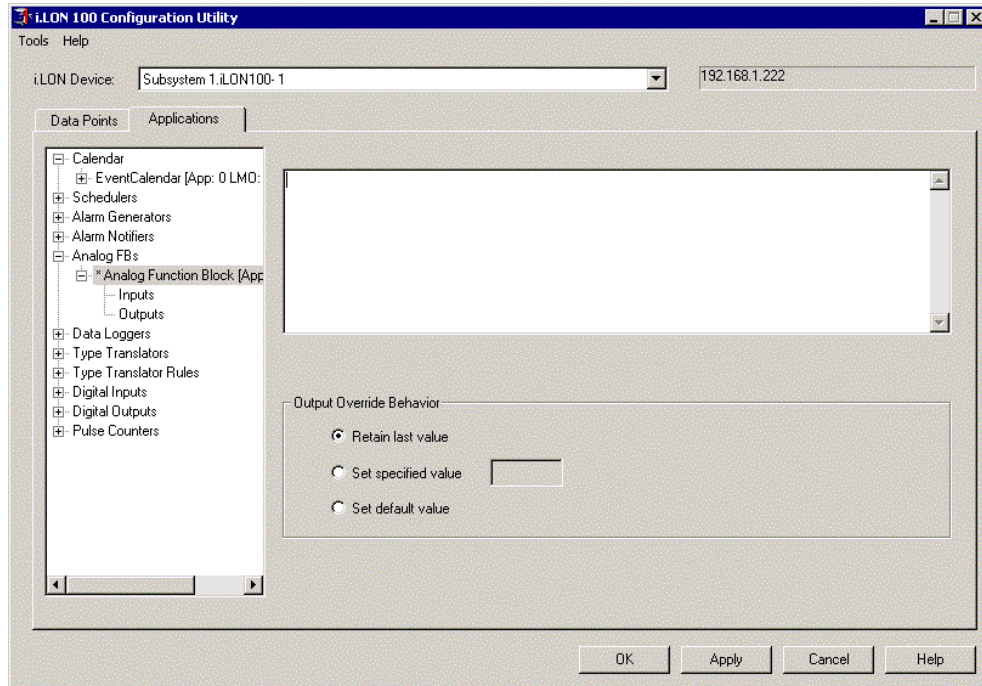 i.LON 100 Configuration Utility
Tools Help
i.LON Device: Subsystem 1.iLON100- 1 192.168.1.222
Data Points Applications
Calendar
EventCalendar [App: 0 LMO:
Schedulers
Alarm Generators
Alarm Notifiers
Analog FBs
*Analog Function Block [App
Inputs
Outputs
Data Loggers
Type Translators
Type Translator Rules
Digital Inputs
Digital Outputs
Pulse Counters
Output Override Behavior
Retain last value
Set specified value
Set default value
OK Apply Cancel Help